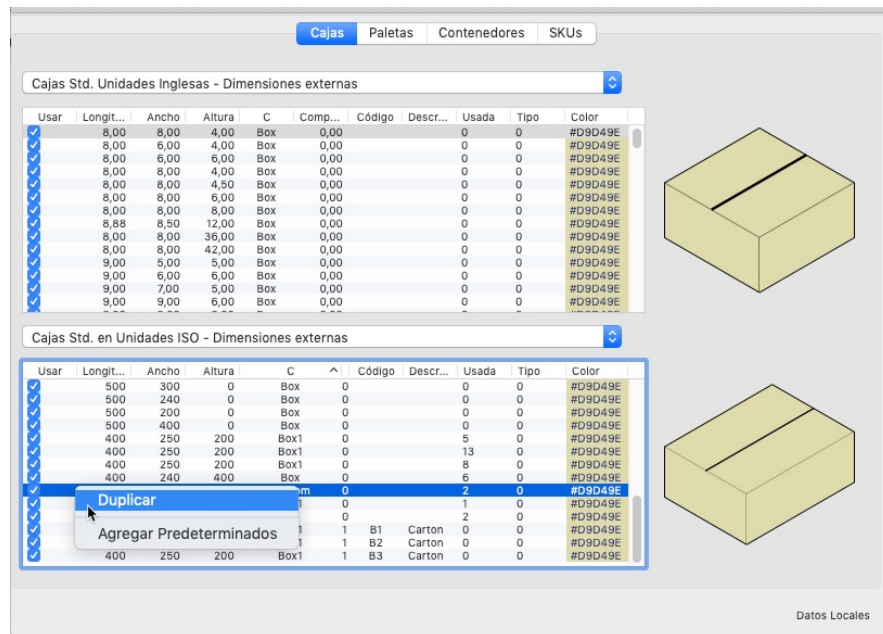 Cajas Paletas Contenedores SKUs
Cajas Std. Unidades Inglesas - Dimensiones externas
Usar Longit... Ancho Altura C Comp... Código Descr... Usada Tipo Color
8,00 8,00 4,00 Box 0,00 0 0 #D9D49E
8,00 6,00 4,00 Box 0,00 0 0 #D9D49E
8,00 6,00 6,00 Box 0,00 0 0 #D9D49E
8,00 8,00 4,00 Box 0,00 0 0 #D9D49E
8,00 8,00 4,50 Box 0,00 0 0 #D9D49E
8,00 8,00 6,00 Box 0,00 0 0 #D9D49E
8,00 8,00 8,00 Box 0,00 0 0 #D9D49E
8,88 8,50 12,00 Box 0,00 0 0 #D9D49E
8,00 8,00 36,00 Box 0,00 0 0 #D9D49E
8,00 8,00 42,00 Box 0,00 0 0 #D9D49E
9,00 5,00 5,00 Box 0,00 0 0 #D9D49E
9,00 6,00 6,00 Box 0,00 0 0 #D9D49E
9,00 7,00 5,00 Box 0,00 0 0 #D9D49E
9,00 9,00 6,00 Box 0,00 0 0 #D9D49E
Cajas Std. en Unidades ISO - Dimensiones externas
Usar Longit... Ancho Altura C Código Descr... Usada Tipo Color
500 300 0 Box 0 0 0 #D9D49E
500 240 0 Box 0 0 0 #D9D49E
500 200 0 Box 0 0 0 #D9D49E
500 400 0 Box 0 0 0 #D9D49E
400 250 200 Box1 0 5 0 #D9D49E
400 250 200 Box1 0 13 0 #D9D49E
400 250 200 Box1 0 8 0 #D9D49E
400 240 400 Box 0 6 0 #D9D49E
0 2 0 #D9D49E
Duplicar
0 1 0 #D9D49E
0 2 0 #D9D49E
Agregar Predeterminados
1 B1 Carton 0 0 #D9D49E
1 B2 Carton 0 0 #D9D49E
400 250 200 Box1 1 B3 Carton 0 0 #D9D49E
Datos Locales